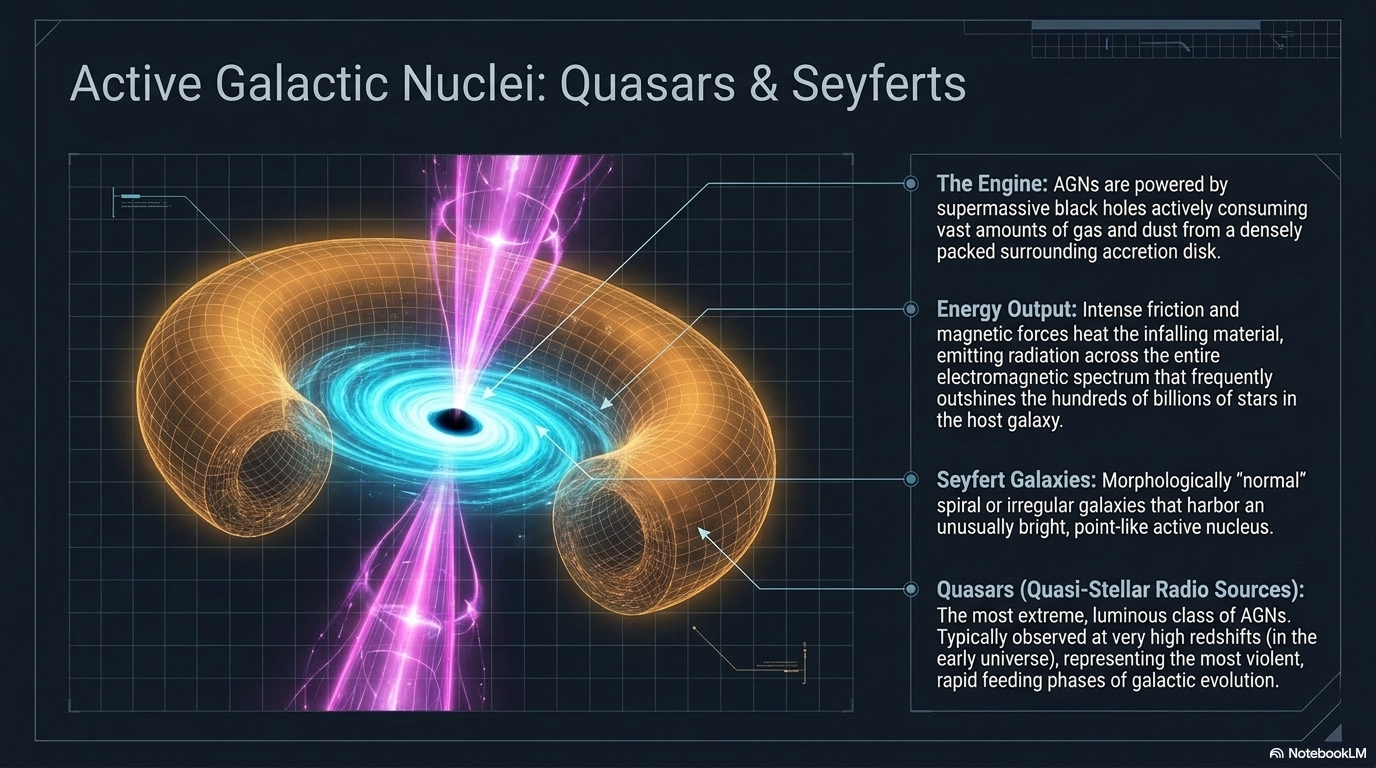 Active Galactic Nuclei: Quasars & Seyferts
The Engine: AGNs are powered by
supermassive black holes actively consuming
vast amounts of gas and dust from a densely
packed surrounding accretion disk.
Energy Output: Intense friction and
magnetic forces heat the infalling material,
emitting radiation across the entire
electromagnetic spectrum that frequently
outshines the hundreds of billions of stars in
the host galaxy.
Seyfert Galaxies: Morphologically “normal”
spiral or irregular galaxies that harbor an
unusually bright, point-like active nucleus.
Quasars (Quasi-Stellar Radio Sources):
The most extreme, luminous class of AGNs.
Typically observed at very high redshifts (in the
early universe), representing the most violent,
rapid feeding phases of galactic evolution.
NotebookLM